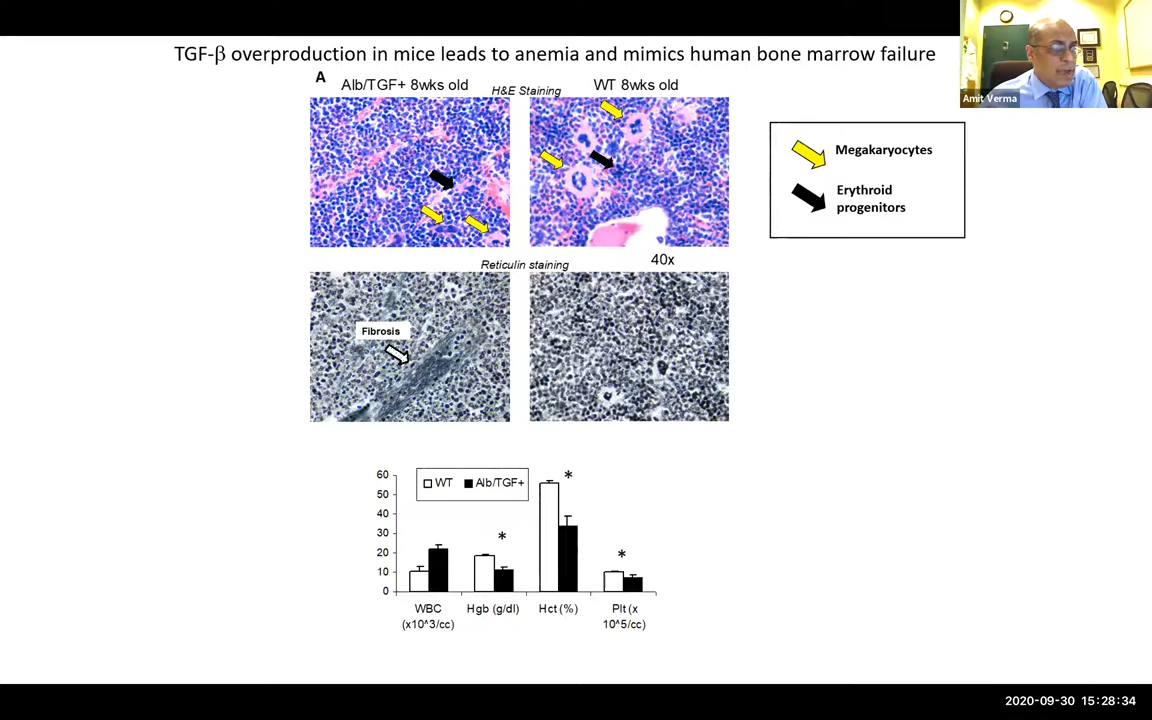 TGF-β overproduction in mice leads to anemia and mimics human bone marrow failure
Amit Verma
A
Alb/TGF+ 8wks old
H&E Staining
WT 8wks old
Megakaryocytes
Erythroid
progenitors
Reticulin staining
40x
Fibrosis
60
50
40
30
20
10
0
WT
Alb/TGF+
*
*
*
WBC
(x10^3/cc)
Hgb (g/dl)
Hct (%)
Plt (x
10^5/cc)
2020-09-30 15:28:34